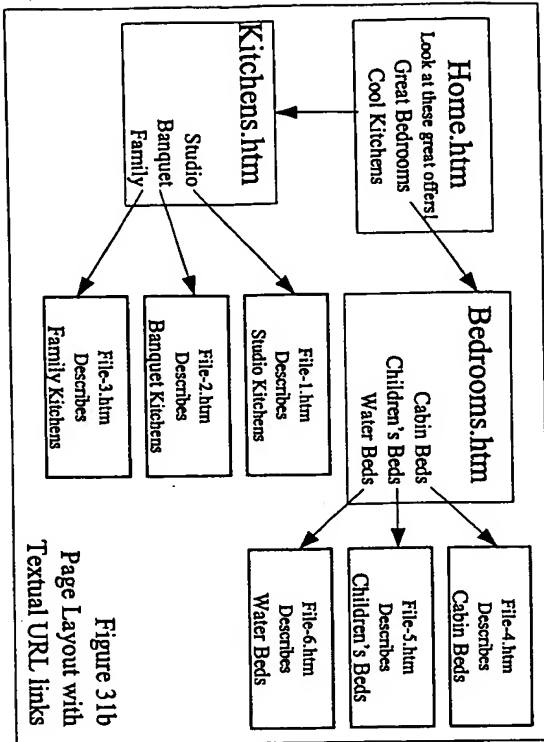 Home.htm
Look at these great offers!
Great Bedrooms
Cool Kitchens
Bedrooms.htm
Cabin Beds
Children's Beds
Water Beds
File-4.htm
Describes
Cabin Beds
File-5.htm
Describes
Children's Beds
File-6.htm
Describes
Water Beds
Kitchens.htm
Studio
Banquet
Family
File-1.htm
Describes
Studio Kitchens
File-2.htm
Describes
Banquet Kitchens
File-3.htm
Describes
Family Kitchens
Figure 31b
Page Layout with
Textual URL links